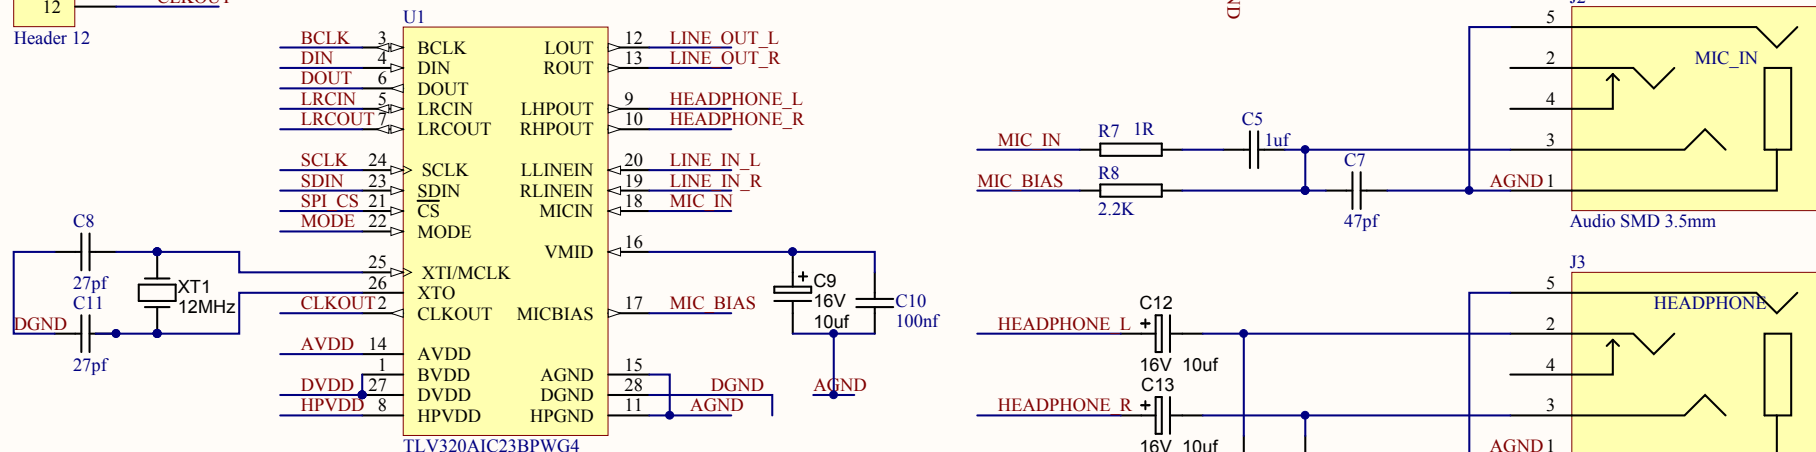 12 CLKOUT
Header 12
U1
BCLK 3 BCLK LOUT 12 LINE_OUT_L
DIN 4 DIN ROUT 13 LINE_OUT_R
DOUT 6 DOUT
LRCIN 5 LRCIN LHPOUT 9 HEADPHONE_L
LRCOUT 7 LRCOUT RHPOUT 10 HEADPHONE_R
SCLK 24 SCLK LLINEIN 20 LINE_IN_L
SDIN 23 SDIN RLINEIN 19 LINE_IN_R
SPI_CS 21 CS MICIN 18 MIC_IN
MODE 22 MODE
VMID 16
25 XTI/MCLK
26 XTO
CLKOUT 2 CLKOUT MICBIAS 17 MIC_BIAS
AVDD 14 AVDD
1 BVDD AGND 15
DVDD 27 DVDD DGND 28 DGND
HPVDD 8 HPVDD HPGND 11 AGND
TLV320AIC23BPWG4
C8
27pf
C11
DGND
27pf
XT1
12MHz
+ C9
16V
10uf
C10
100nf
AGND
ND
J2
5
2 MIC_IN
4
3
AGND 1
Audio SMD 3.5mm
MIC_IN R7 1R
C5
1uf
MIC_BIAS R8
2.2K
C7
47pf
J3
5 HEADPHONE
2
4
3
AGND 1
C12
HEADPHONE_L +
16V 10uf
C13
HEADPHONE_R +
16V 10uf